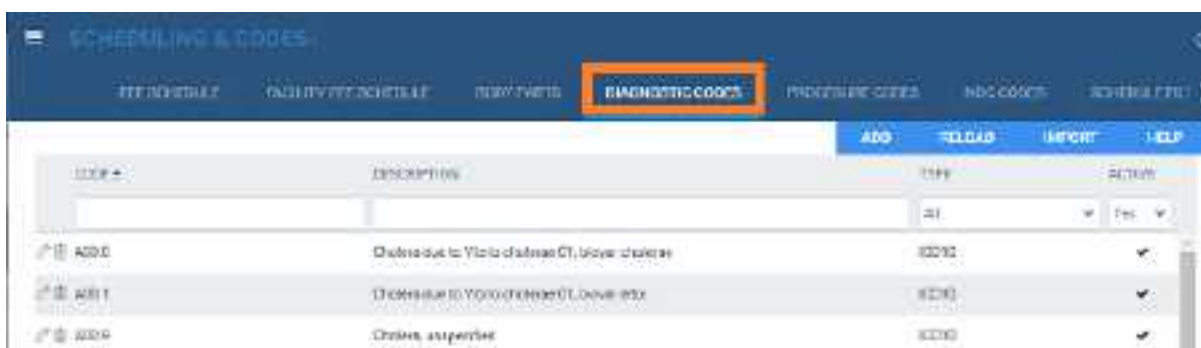 SCHEDULING & CODES
FEE SCHEDULE FACILITY FEE SCHEDULE BODY PARTS DIAGNOSTIC CODES PROCEDURE CODES NDC CODES
ADD RELOAD IMPORT HELP
CODE DESCRIPTION TYPE ACTIVE
All Yes
A00.0 Cholera due to Vibrio cholerae 01, biovar cholerae ICD10
A00.1 Cholera due to Vibrio cholerae 01, biovar eltor ICD10
A00.9 Cholera, unspecified ICD10